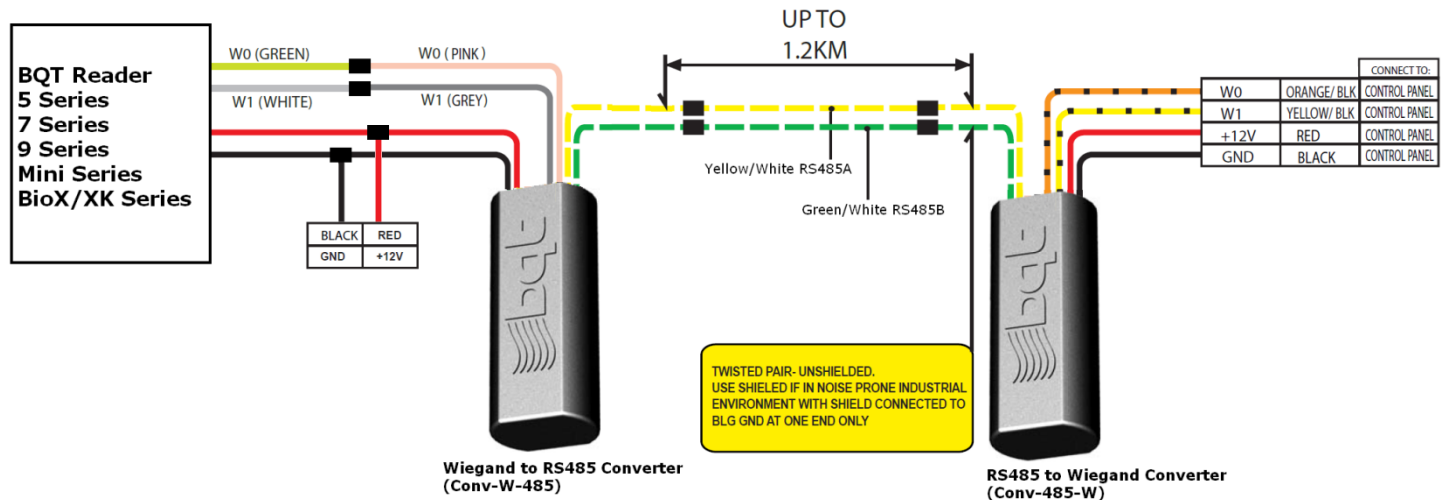 UP TO
1.2KM
BQT Reader
5 Series
7 Series
9 Series
Mini Series
BioX/XK Series
W0 (GREEN)
W0 (PINK)
W1 (WHITE)
W1 (GREY)
BLACK RED
GND +12V
Yellow/White RS485A
Green/White RS485B
CONNECT TO:
W0 ORANGE/ BLK CONTROL PANEL
W1 YELLOW/ BLK CONTROL PANEL
+12V RED CONTROL PANEL
GND BLACK CONTROL PANEL
bqt
bqt
TWISTED PAIR- UNSHIELDED.
USE SHIELED IF IN NOISE PRONE INDUSTRIAL
ENVIRONMENT WITH SHIELD CONNECTED TO
BLG GND AT ONE END ONLY
Wiegand to RS485 Converter
(Conv-W-485)
RS485 to Wiegand Converter
(Conv-485-W)